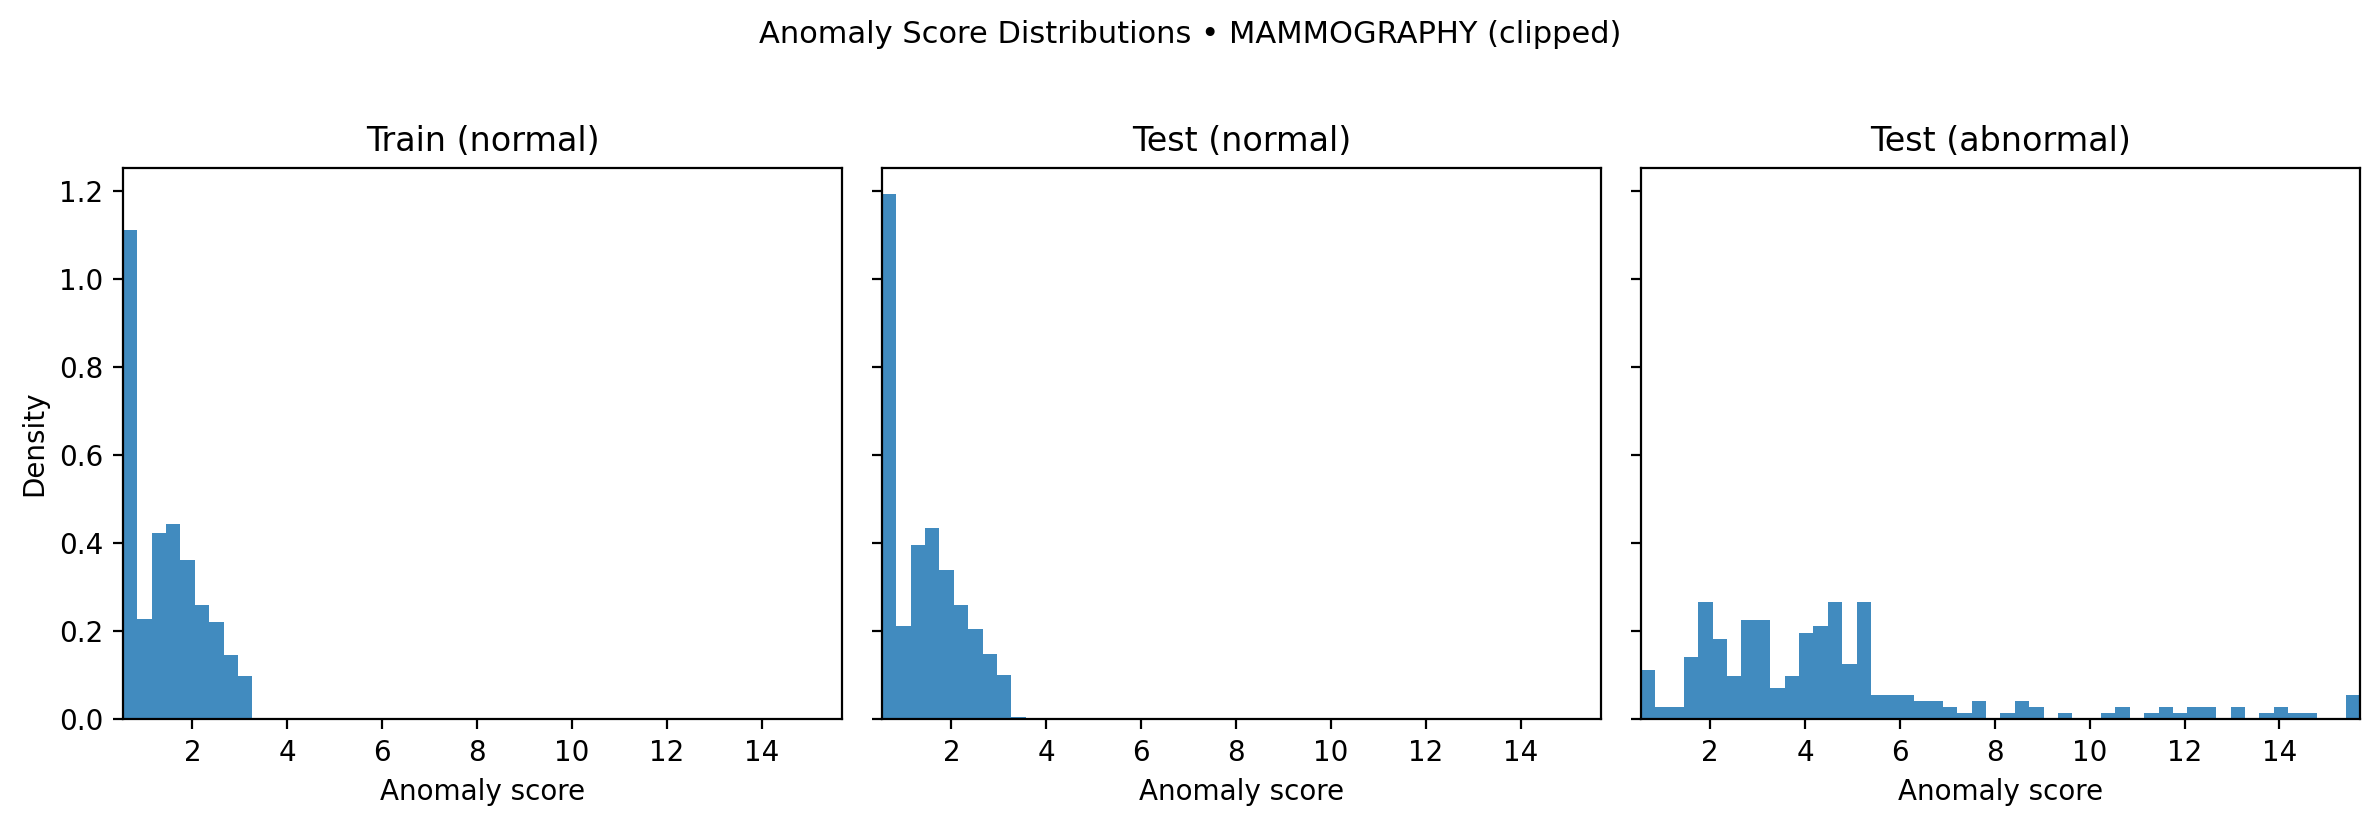 Anomaly Score Distributions • MAMMOGRAPHY (clipped)
Train (normal)
Test (normal)
Test (abnormal)
Density
1.2
1.0
0.8
0.6
0.4
0.2
0.0
2 4 6 8 10 12 14
2 4 6 8 10 12 14
2 4 6 8 10 12 14
Anomaly score
Anomaly score
Anomaly score